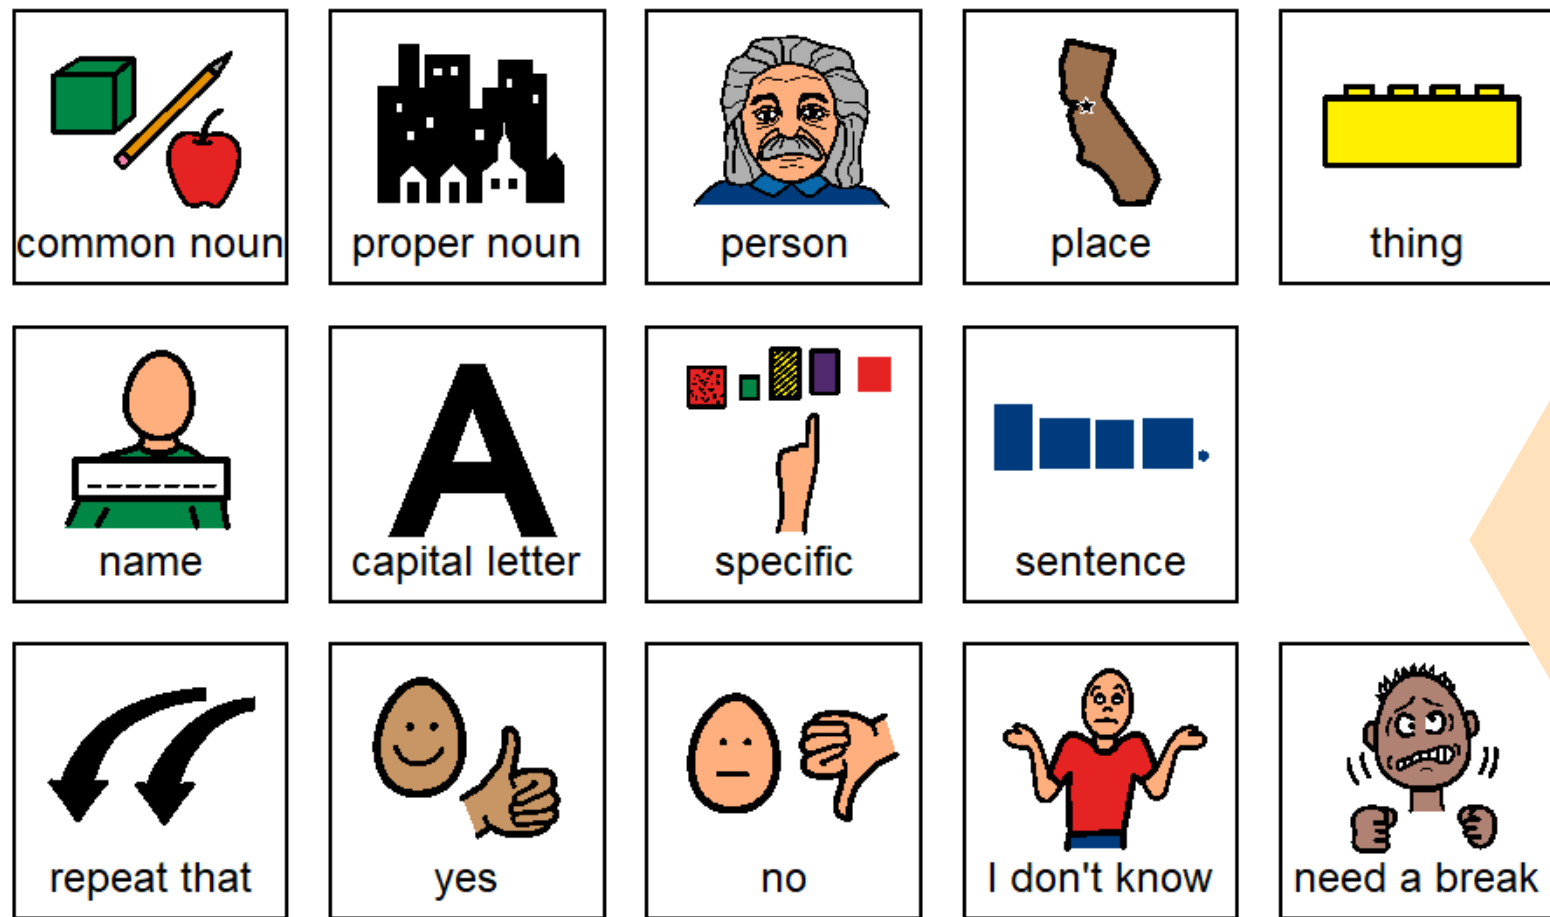 common noun
proper noun
person
place
thing
name
A
capital letter
specific
sentence
repeat that
yes
no
I don't know
need a break